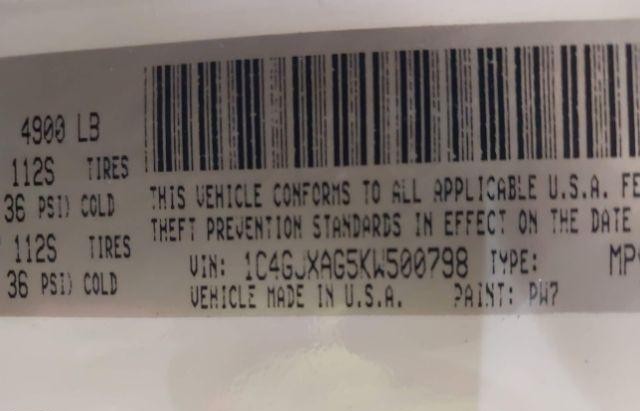 4900 LB
112S TIRES
36 PSI) COLD
112S TIRES
36 PSI) COLD
THIS VEHICLE CONFORMS TO ALL APPLICABLE U.S.A. FE
THEFT PREVENTION STANDARDS IN EFFECT ON THE DATE
VIN: 1C4GJXAG5KW500798 TYPE: MP
VEHICLE MADE IN U.S.A. PAINT: PW7